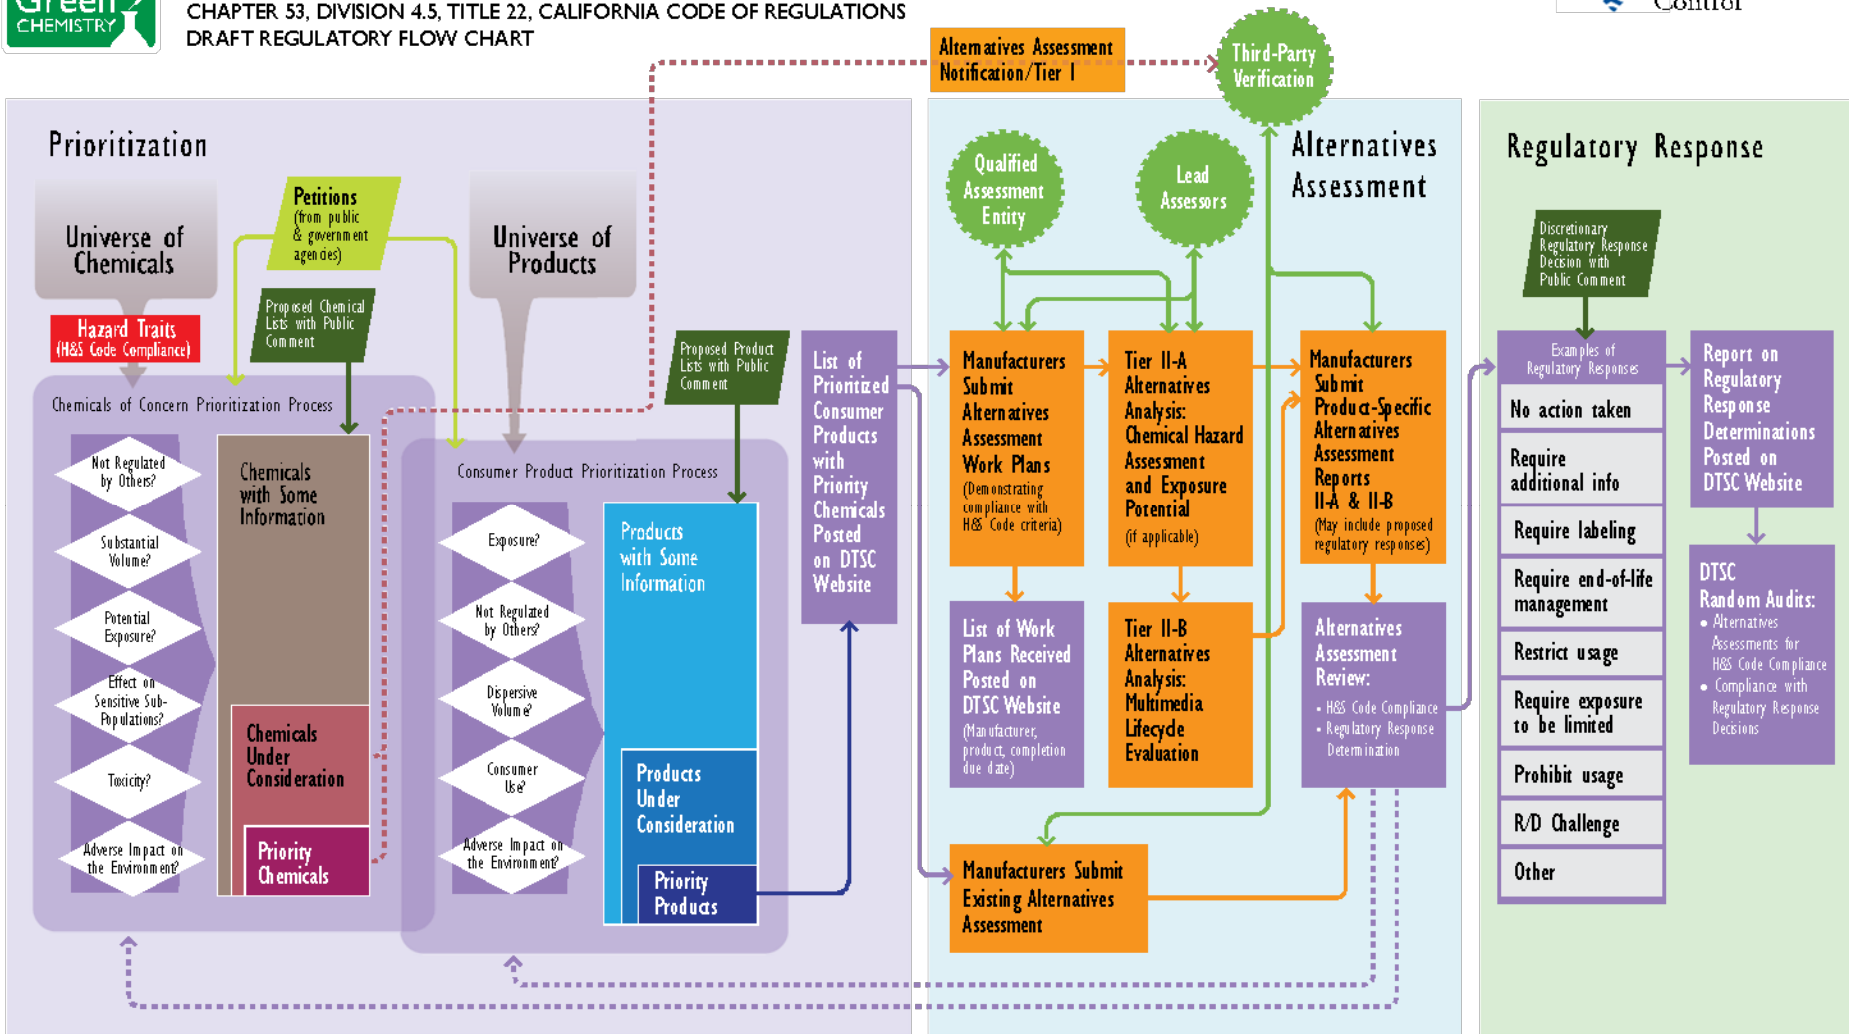 Green
CHEMISTRY
CHAPTER 53, DIVISION 4.5, TITLE 22, CALIFORNIA CODE OF REGULATIONS
DRAFT REGULATORY FLOW CHART
Control
Alternatives Assessment
Notification/Tier I
Third-Party
Verification
Prioritization
Universe of
Chemicals
Petitions
(from public
& government
agencies)
Universe of
Products
Hazard Traits
(H&S Code Compliance)
Proposed Chemical
Lists with Public
Comment
Proposed Product
Lists with Public
Comment
Chemicals of Concern Prioritization Process
Not Regulated
by Others?
Substantial
Volume?
Potential
Exposure?
Effect on
Sensitive Sub-
Populations?
Toxicity?
Adverse Impact on
the Environment?
Chemicals
with Some
Information
Chemicals
Under
Consideration
Priority
Chemicals
Consumer Product Prioritization Process
Exposure?
Not Regulated
by Others?
Dispersive
Volume?
Consumer
Use?
Adverse Impact on
the Environment?
Products
with Some
Information
Products
Under
Consideration
Priority
Products
List of
Prioritized
Consumer
Products
with
Priority
Chemicals
Posted
on DTSC
Website
Alternatives
Assessment
Qualified
Assessment
Entity
Lead
Assessors
Manufacturers
Submit
Alternatives
Assessment
Work Plans
(Demonstrating
compliance with
H&S Code criteria)
Tier II-A
Alternatives
Analysis:
Chemical Hazard
Assessment
and Exposure
Potential
(if applicable)
Manufacturers
Submit
Product-Specific
Alternatives
Assessment
Reports
II-A & II-B
(May include proposed
regulatory responses)
List of Work
Plans Received
Posted on
DTSC Website
(Manufacturer,
product, completion
due date)
Tier II-B
Alternatives
Analysis:
Multimedia
Lifecycle
Evaluation
Alternatives
Assessment
Review:
• H&S Code Compliance
• Regulatory Response
Determination
Manufacturers Submit
Existing Alternatives
Assessment
Regulatory Response
Discretionary
Regulatory Response
Decision with
Public Comment
Examples of
Regulatory Responses
No action taken
Require
additional info
Require labeling
Require end-of-life
management
Restrict usage
Require exposure
to be limited
Prohibit usage
R/D Challenge
Other
Report on
Regulatory
Response
Determinations
Posted on
DTSC Website
DTSC
Random Audits:
• Alternatives
Assessments for
H&S Code Compliance
• Compliance with
Regulatory Response
Decisions